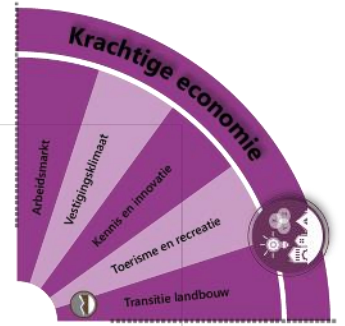 Krachtige economie
Arbeidsmarkt
Vestigingsklimaat
Kennis en innovatie
Toerisme en recreatie
Transitie landbouw